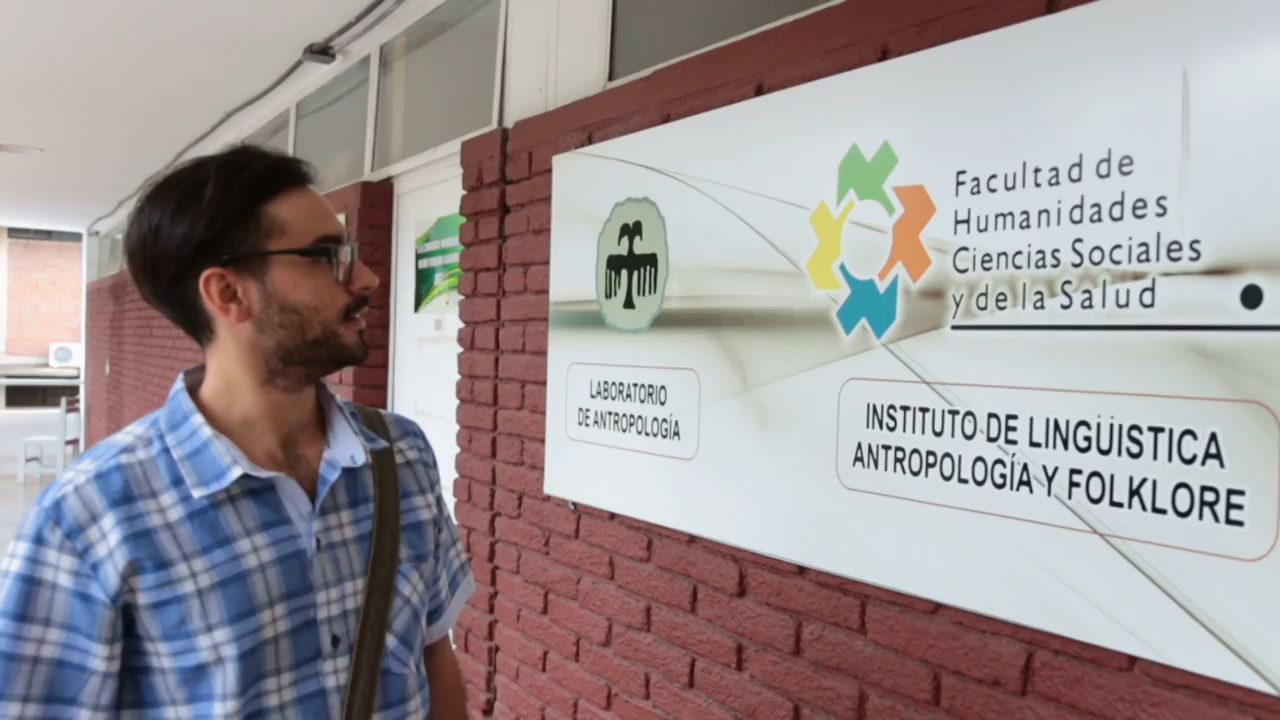 LABORATORIO
DE ANTROPOLOGÍA
Facultad de
Humanidades
Ciencias Sociales
y de la Salud
INSTITUTO DE LINGÜISTICA
ANTROPOLOGÍA Y FOLKLORE